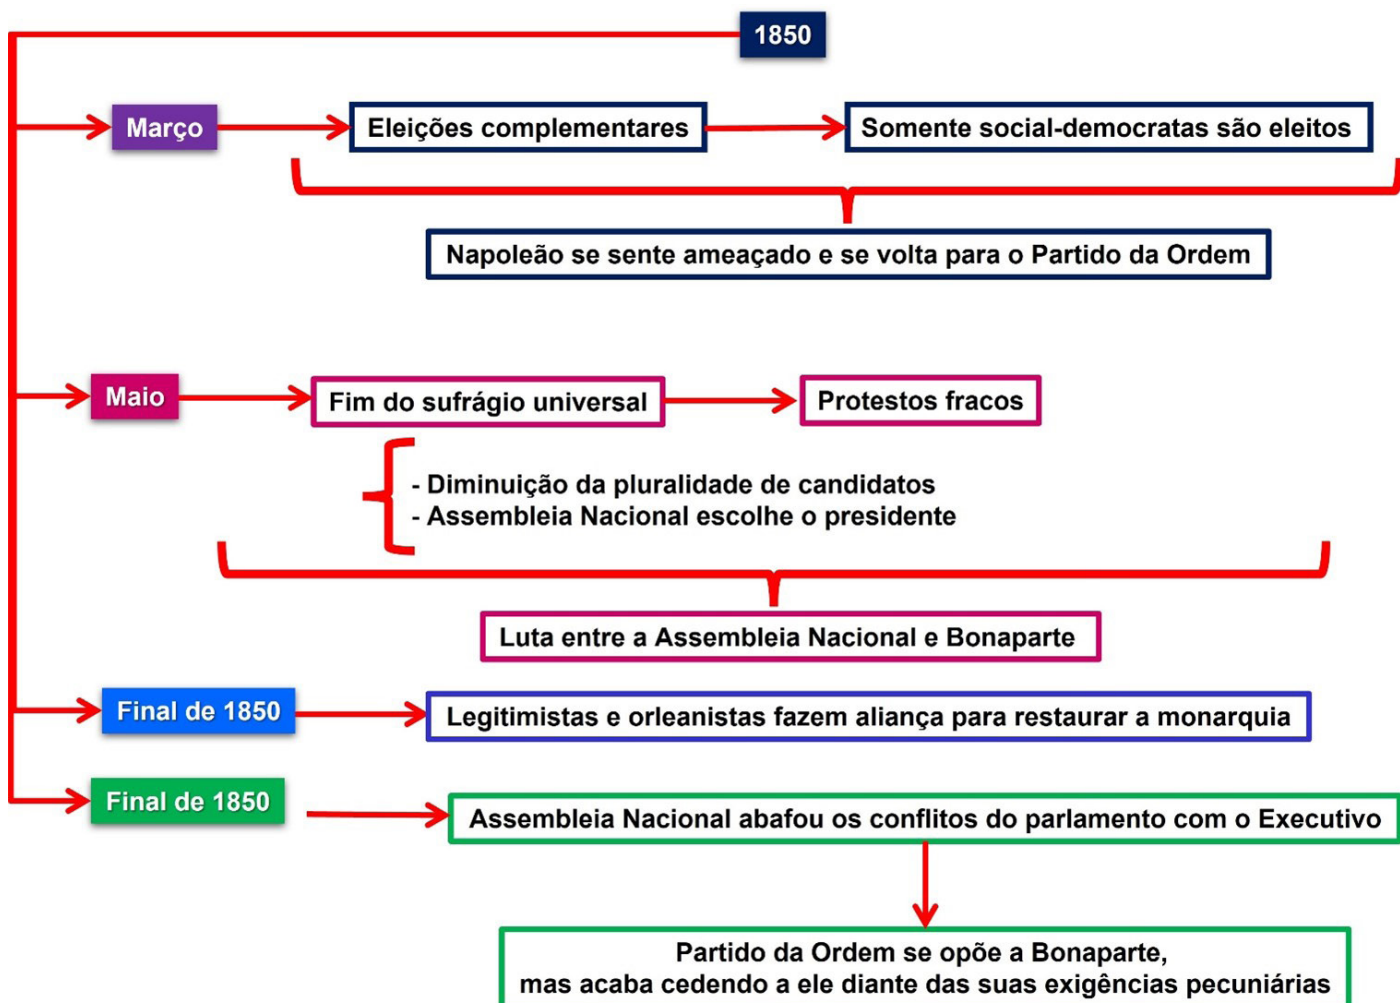 1850
Março
Eleições complementares
Somente social-democratas são eleitos
Napoleão se sente ameaçado e se volta para o Partido da Ordem
Maio
Fim do sufrágio universal
Protestos fracos
- Diminuição da pluralidade de candidatos
- Assembleia Nacional escolhe o presidente
Luta entre a Assembleia Nacional e Bonaparte
Final de 1850
Legitimistas e orleanistas fazem aliança para restaurar a monarquia
Final de 1850
Assembleia Nacional abafou os conflitos do parlamento com o Executivo
Partido da Ordem se opõe a Bonaparte,
mas acaba cedendo a ele diante das suas exigências pecuniárias